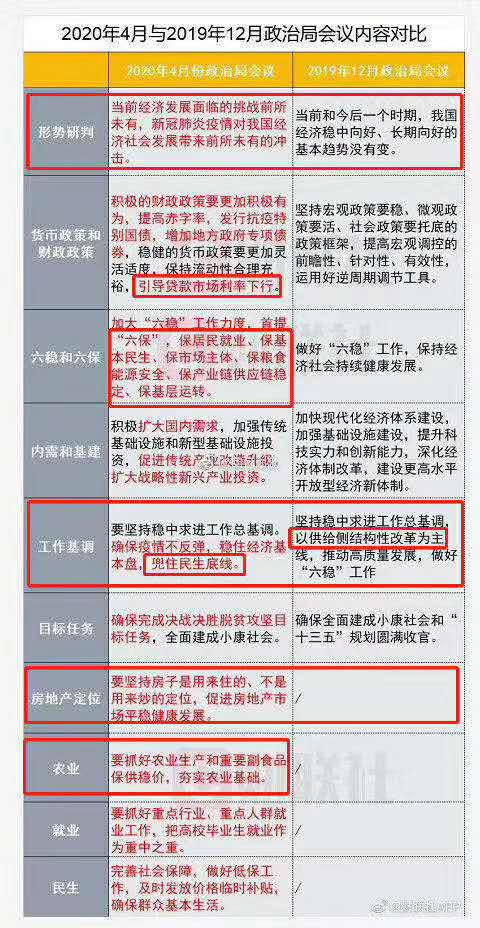 2020年4月与2019年12月政治局会议内容对比
2020年4月份政治局会议
2019年12月政治局会议
形势研判
当前经济发展面临的挑战前所
未有，新冠肺炎疫情对我国经
济社会发展带来前所未有的冲
击。
当前和今后一个时期，我国
经济稳中向好、长期向好的
基本趋势没有变。
货币政策和
财政政策
积极的财政政策要更加积极有
为，提高赤字率，发行抗疫特
别国债，增加地方政府专项债
券，稳健的货币政策要更加灵
活适度，保持流动性合理充
裕，引导贷款市场利率下行。
坚持宏观政策要稳、微观政
策要活、社会政策要托底的
政策框架，提高宏观调控的
前瞻性、针对性、有效性，
运用好逆周期调节工具。
六稳和六保
加大“六稳”工作力度，首提
“六保”，保居民就业、保基
本民生、保市场主体、保粮食
能源安全、保产业链供应链稳
定、保基层运转。
做好“六稳”工作，保持经
济社会持续健康发展。
内需和基建
积极扩大国内需求，加强传统
基础设施和新型基础设施投
资，促进传统产业改造升级，
扩大战略性新兴产业投资。
加快现代化经济体系建设，
加强基础设施建设，提升科
技实力和创新能力，深化经
济体制改革，建设更高水平
开放型经济新体制。
工作基调
要坚持稳中求进工作总基调。
确保疫情不反弹，稳住经济基
本盘，兜住民生底线。
坚持稳中求进工作总基调，
以供给侧结构性改革为主
线，推动高质量发展，做好
“六稳”工作
目标任务
确保完成决战决胜脱贫攻坚
目标任务，全面建成小康社会。
确保全面建成小康社会和“
十三五”规划圆满收官。
房地产定位
要坚持房子是用来住的、不是
用来炒的定位，促进房地产市
场平稳健康发展。
/
农业
要抓好农业生产和重要副食品
保供稳价，夯实农业基础。
/
就业
要抓好重点行业、重点人群就
业工作，把高校毕业生就业作
为重中之重。
/
民生
完善社会保障，做好低保工
作，及时发放价格临时补贴，
确保群众基本生活。
/